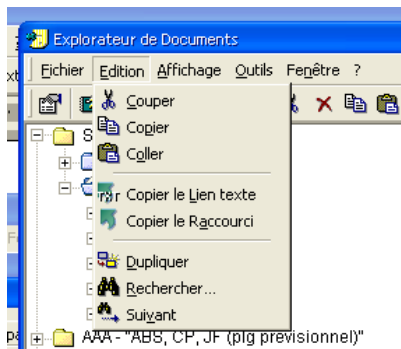 Explorateur de Documents
Fichier Edition Affichage Outils Fenêtre ?
Couper
Copier
Coller
Copier le Lien texte
Copier le Raccourci
Dupliquer
Rechercher...
Suivant
AAA - "ABS, CP, JF (plg prévisionnel)"